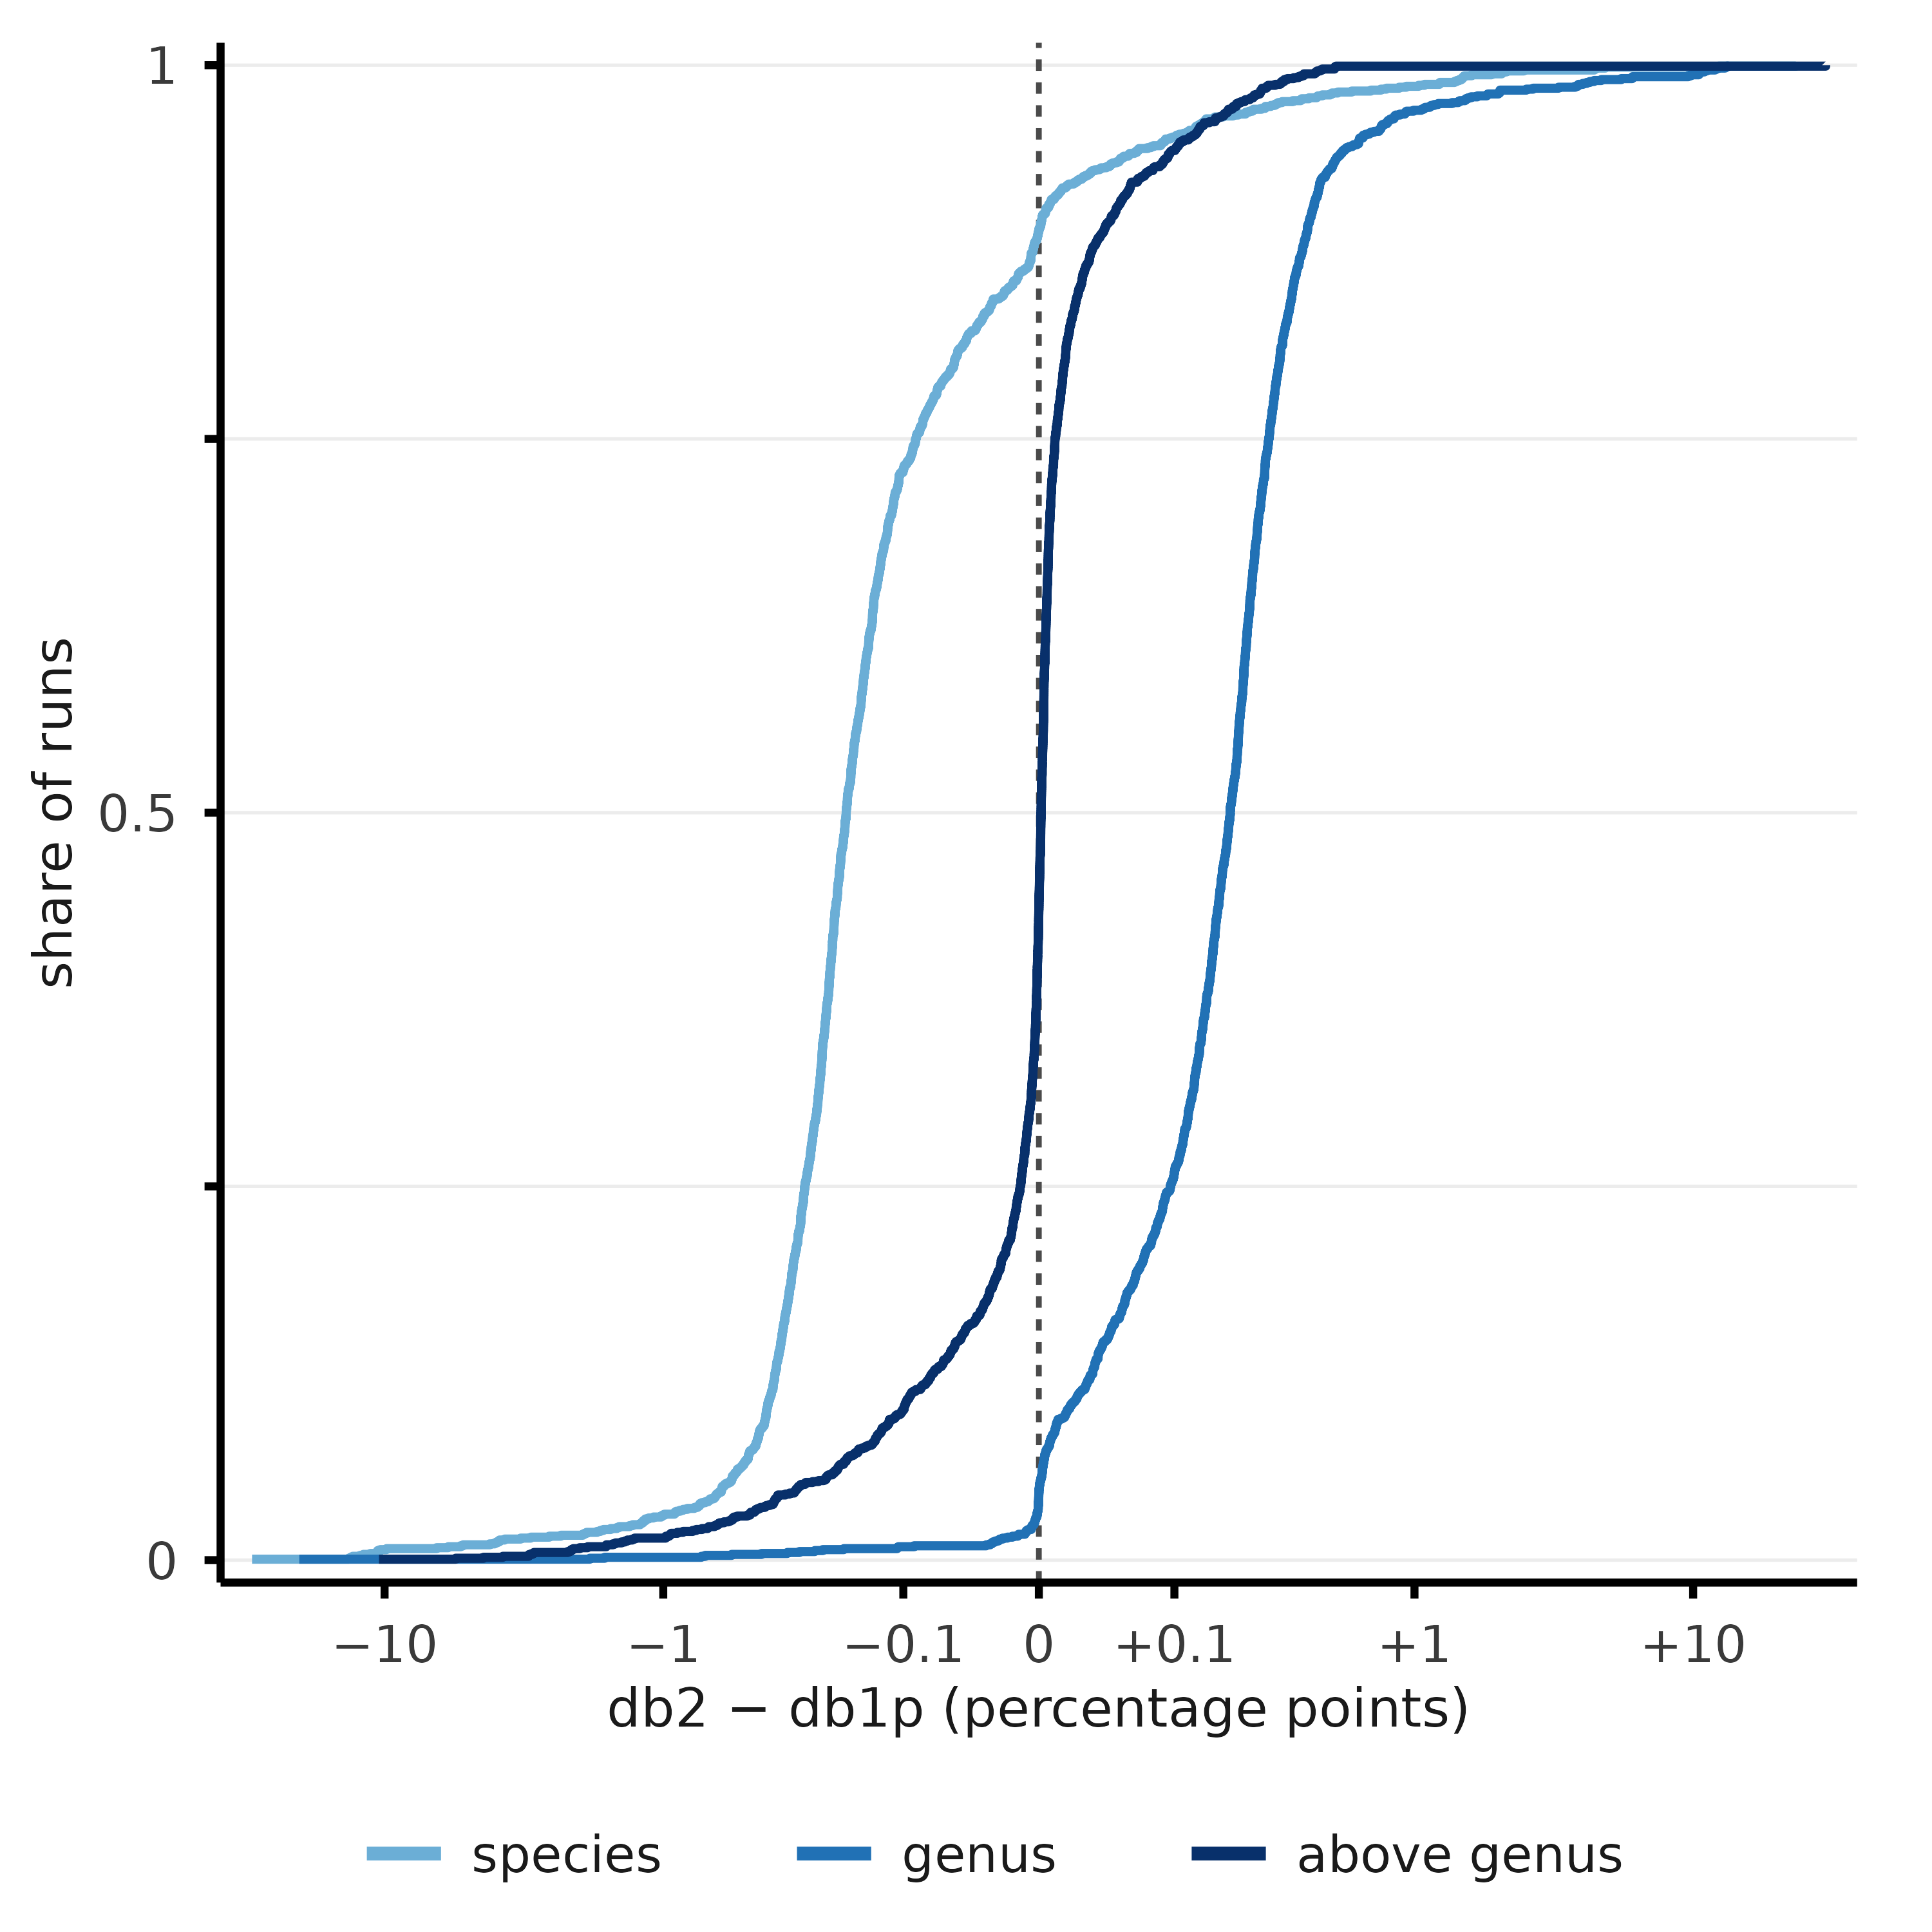 1
0.5
0
share of runs
−10 −1 −0.1 0 +0.1 +1 +10
db2 − db1p (percentage points)
species genus above genus